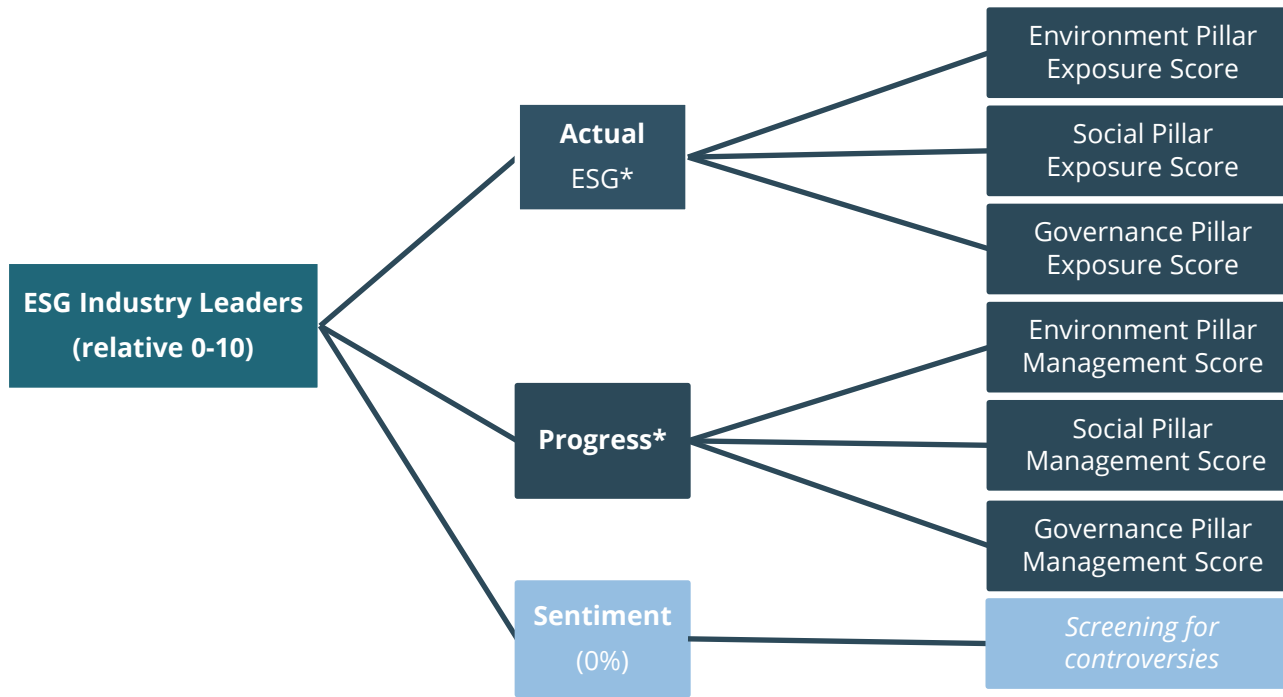 ESG Industry Leaders
(relative 0-10)
Actual
ESG*
Environment Pillar
Exposure Score
Social Pillar
Exposure Score
Governance Pillar
Exposure Score
Progress*
Environment Pillar
Management Score
Social Pillar
Management Score
Governance Pillar
Management Score
Sentiment
(0%)
Screening for
controversies